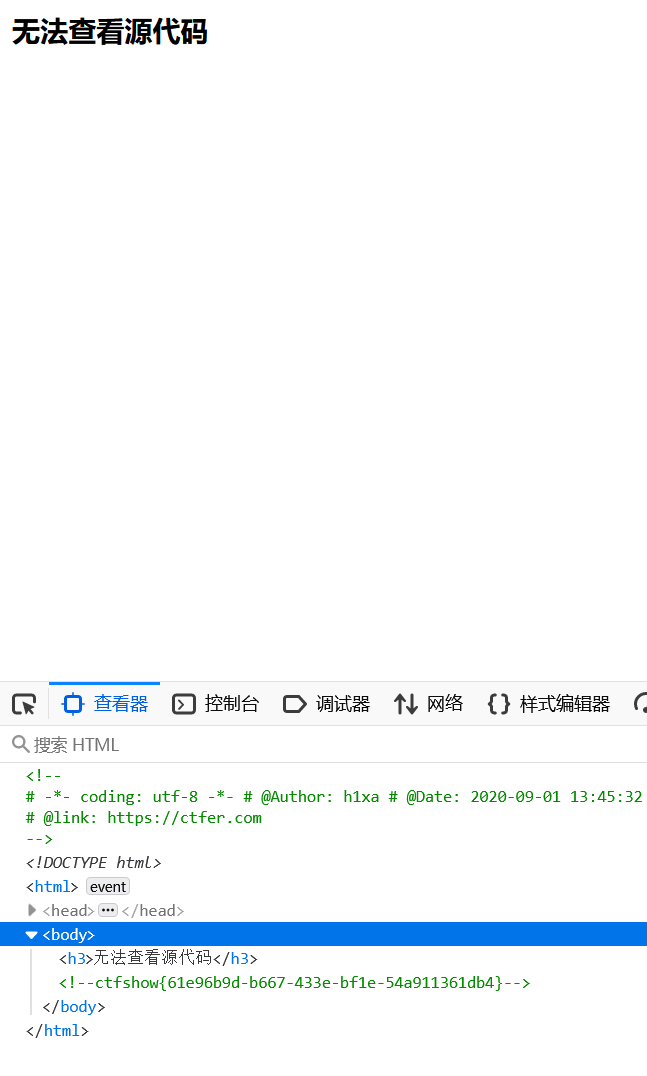 无法查看源代码
查看器 控制台 调试器 网络 {} 样式编辑器
搜索 HTML
<!--
# -*- coding: utf-8 -*- # @Author: h1xa # @Date: 2020-09-01 13:45:32
# @link: https://ctfer.com
-->
<!DOCTYPE html>
<html> event
<head>•••</head>
<body>
<h3>无法查看源代码</h3>
<!--ctfshow{61e96b9d-b667-433e-bf1e-54a911361db4}-->
</body>
</html>